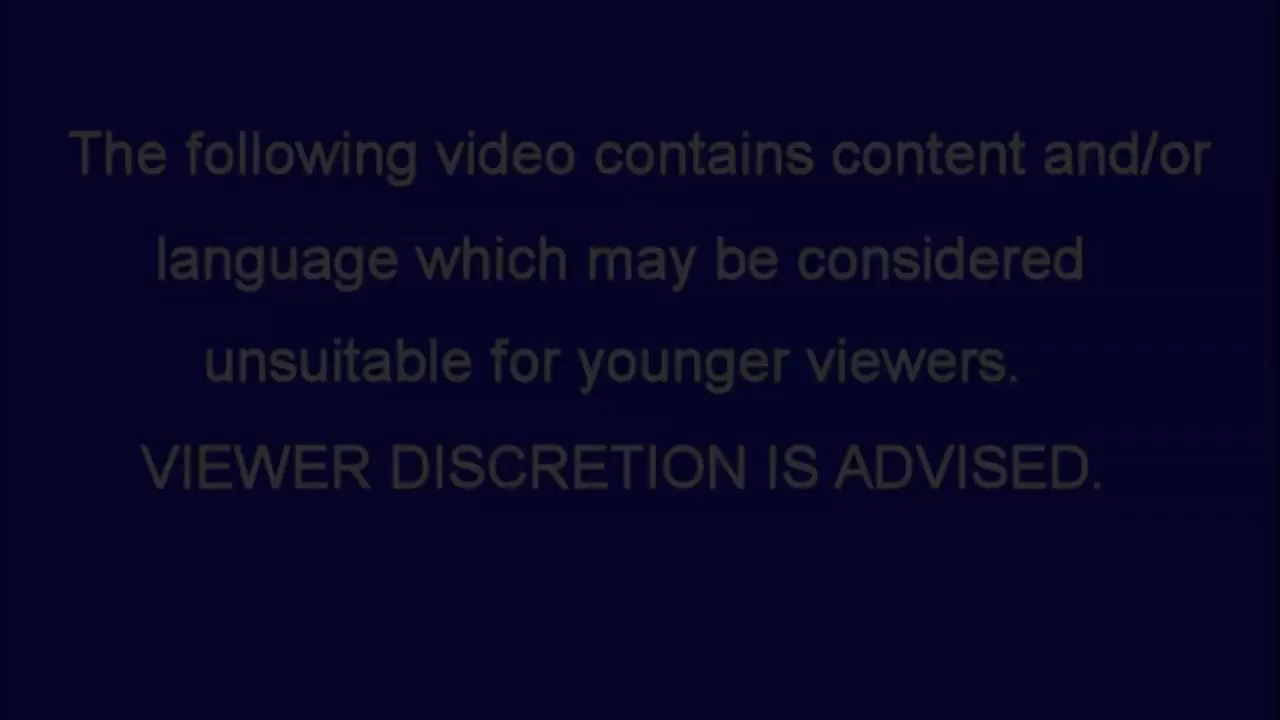 The following video contains content and/or
language which may be considered
unsuitable for younger viewers.
VIEWER DISCRETION IS ADVISED.